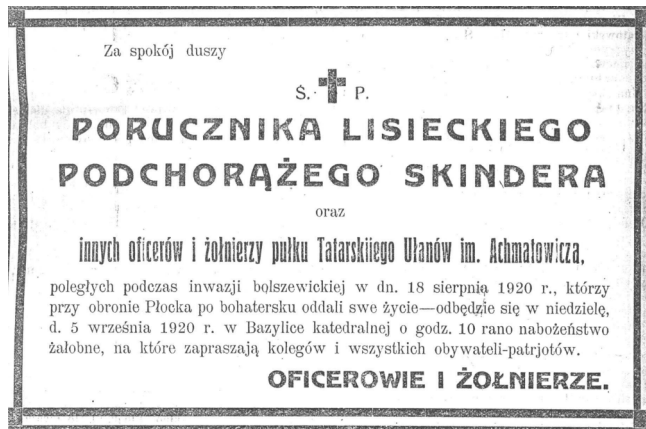 Za spokój duszy
Ś. ✝ P.
PORUCZNIKA LISIECKIEGO
PODCHORĄŻEGO SKINDERA
oraz
innych oficerów i żołnierzy pułku Tatarskiiego Ułanów im. Achmatowicza,
poległych podczas inwazji bolszewickiej w dn. 18 sierpnia 1920 r., którzy
przy obronie Płocka po bohatersku oddali swe życie—odbędzie się w niedzielę,
d. 5 września 1920 r. w Bazylice katedralnej o godz. 10 rano nabożeństwo
żałobne, na które zapraszają kolegów i wszystkich obywateli-patrjotów.
OFICEROWIE I ŻOŁNIERZE.